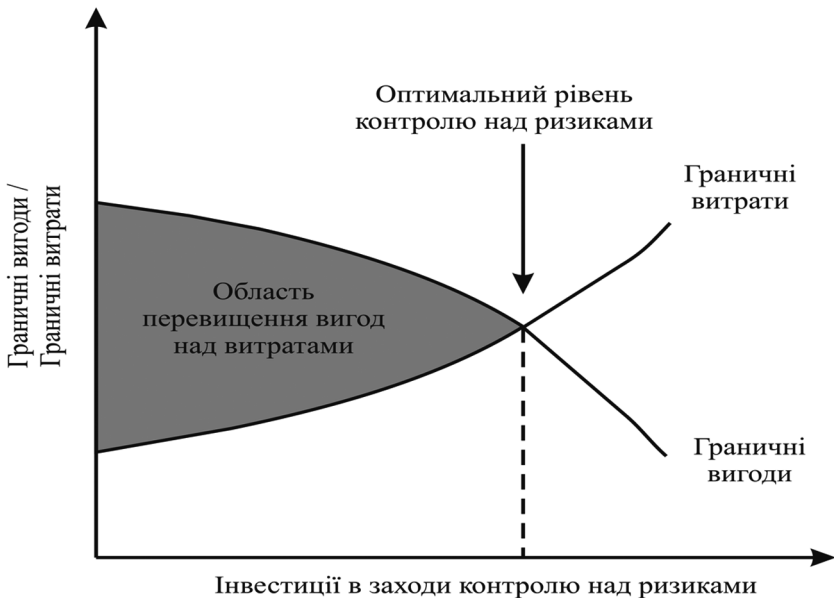 Оптимальний рівень
контролю над ризиками
Граничні
витрати
Граничні вигоди /
Граничні витрати
Область
перевищення вигод
над витратами
Граничні
вигоди
Інвестиції в заходи контролю над ризиками